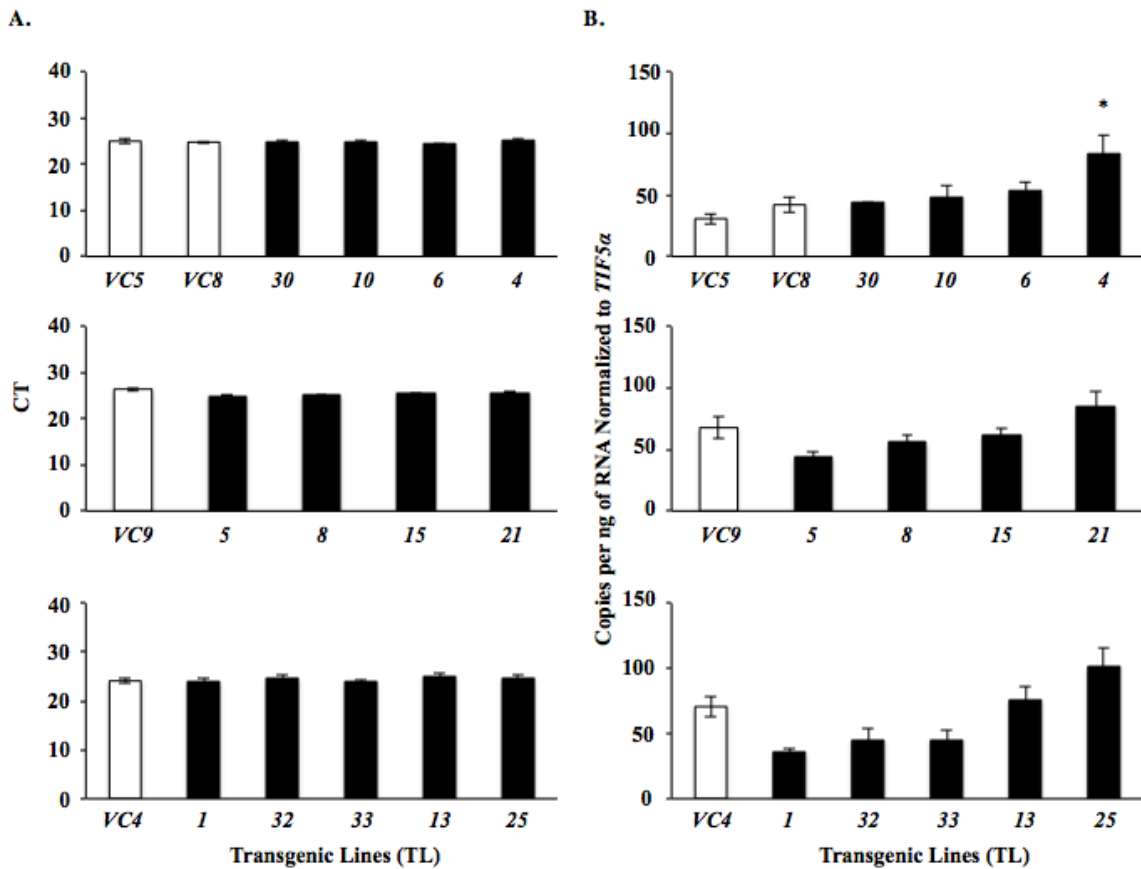 A.
B.
40
30
20
10
0
VC5 VC8 30 10 6 4
40
30
20
10
0
VC9 5 8 15 21
40
30
20
10
0
VC4 1 32 33 13 25
CT
Transgenic Lines (TL)
150
100
50
0
*
VC5 VC8 30 10 6 4
150
100
50
0
VC9 5 8 15 21
150
100
50
0
VC4 1 32 33 13 25
Copies per ng of RNA Normalized to TIF5α
Transgenic Lines (TL)